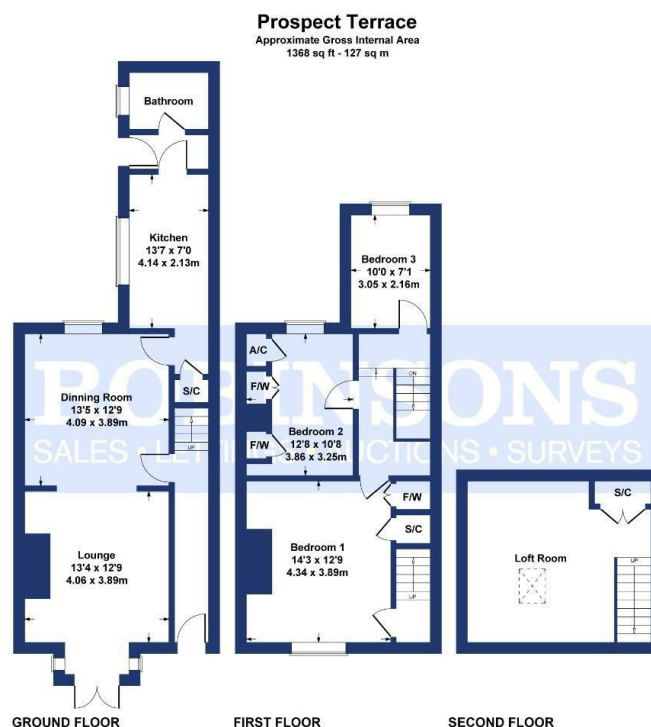 Prospect Terrace
Approximate Gross Internal Area
1368 sq ft - 127 sq m
Bathroom
Kitchen
13'7 x 7'0
4.14 x 2.13m
Dinning Room
13'5 x 12'9
4.09 x 3.89m
S/C
UP
Lounge
13'4 x 12'9
4.06 x 3.89m
GROUND FLOOR
Bedroom 3
10'0 x 7'1
3.05 x 2.16m
A/C
F/W
F/W
Bedroom 2
12'8 x 10'8
3.86 x 3.25m
DN
F/W
S/C
Bedroom 1
14'3 x 12'9
4.34 x 3.89m
UP
FIRST FLOOR
S/C
Loft Room
UP
SECOND FLOOR
ROBINSONS
SALES • LETTINGS • AUCTIONS • SURVEYS